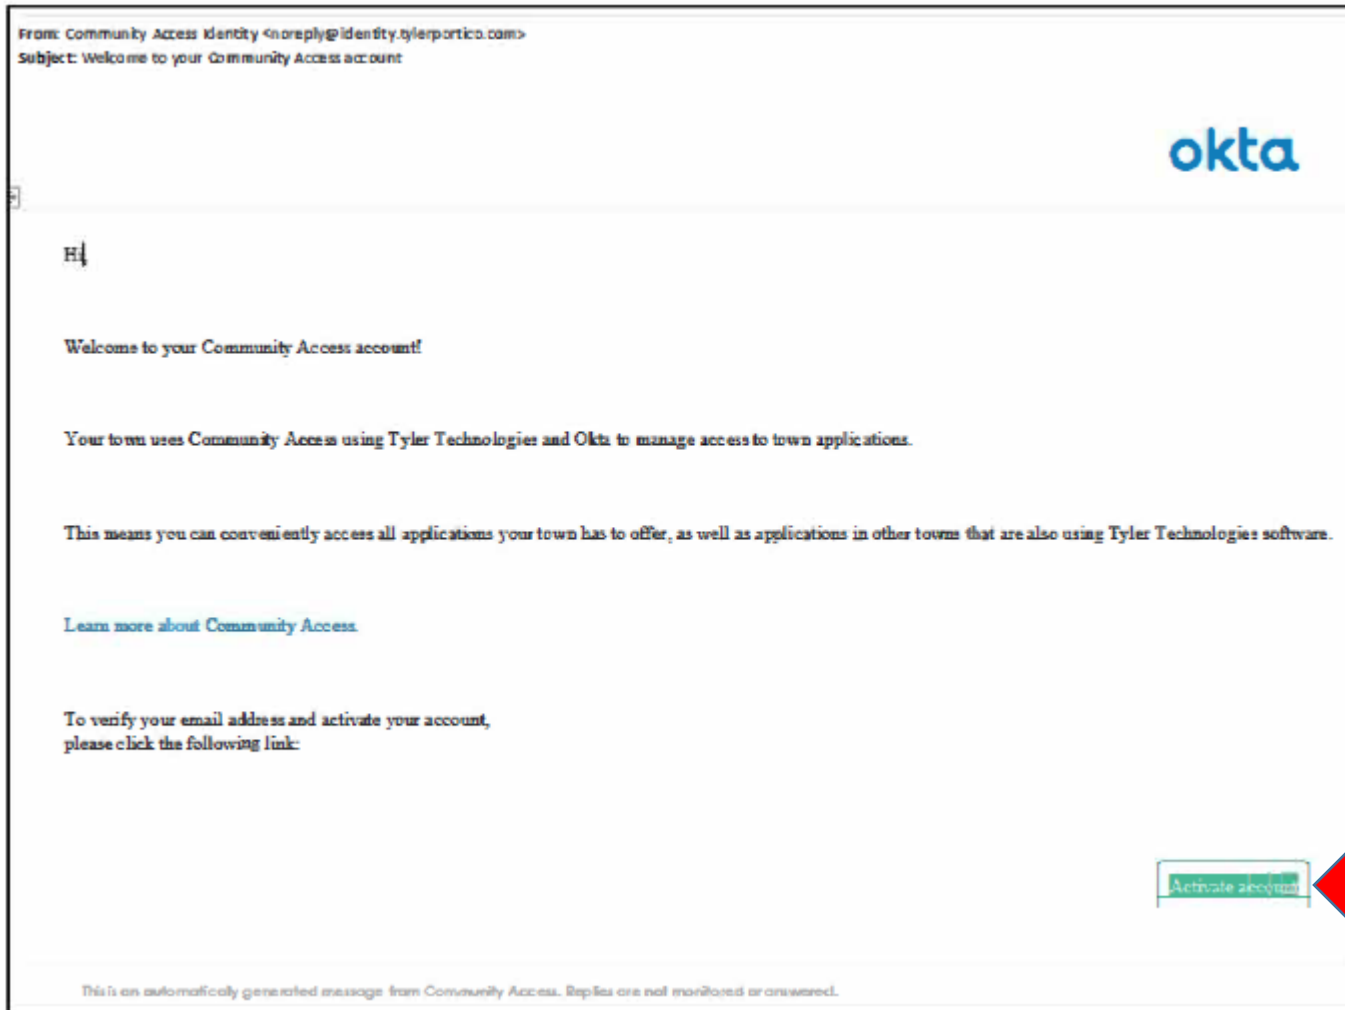 From: Community Access Identity <noreply@identity.tylerportico.com>
Subject: Welcome to your Community Access account
okta
Hi,
Welcome to your Community Access account!
Your town uses Community Access using Tyler Technologies and Okta to manage access to town applications.
This means you can conveniently access all applications your town has to offer, as well as applications in other towns that are also using Tyler Technologies software.
Learn more about Community Access.
To verify your email address and activate your account,
please click the following link:
Activate account
This is an automatically generated message from Community Access. Replies are not monitored or answered.